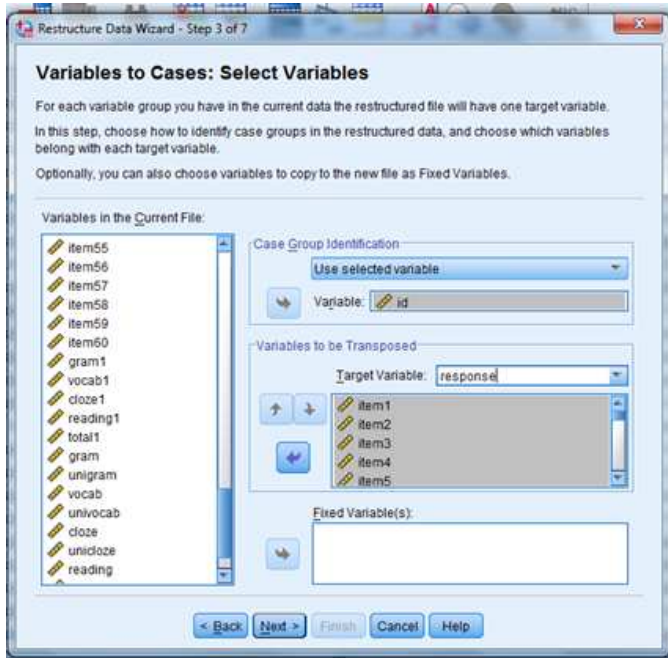 Restructure Data Wizard - Step 3 of 7
Variables to Cases: Select Variables
For each variable group you have in the current data the restructured file will have one target variable.
In this step, choose how to identify case groups in the restructured data, and choose which variables
belong with each target variable.
Optionally, you can also choose variables to copy to the new file as Fixed Variables.
Variables in the Current File:
item55
item56
item57
item58
item59
item60
gram1
vocab1
cloze1
reading1
total1
gram
unigram
vocab
univocab
cloze
unicloze
reading
Case Group Identification
Use selected variable
Variable: id
Variables to be Transposed
Target Variable: response
item1
item2
item3
item4
item5
Fixed Variable(s):
< Back Next > Finish Cancel Help